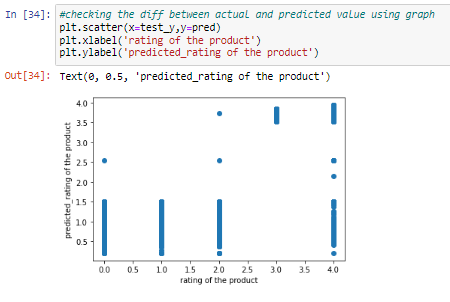 In [34]: #checking the diff between actual and predicted value using graph
plt.scatter(x=test_y,y=pred)
plt.xlabel('rating of the product')
plt.ylabel('predicted_rating of the product')
Out[34]: Text(0, 0.5, 'predicted_rating of the product')
predicted_rating of the product
4.0
3.5
3.0
2.5
2.0
1.5
1.0
0.5
0.0 0.5 1.0 1.5 2.0 2.5 3.0 3.5 4.0
rating of the product